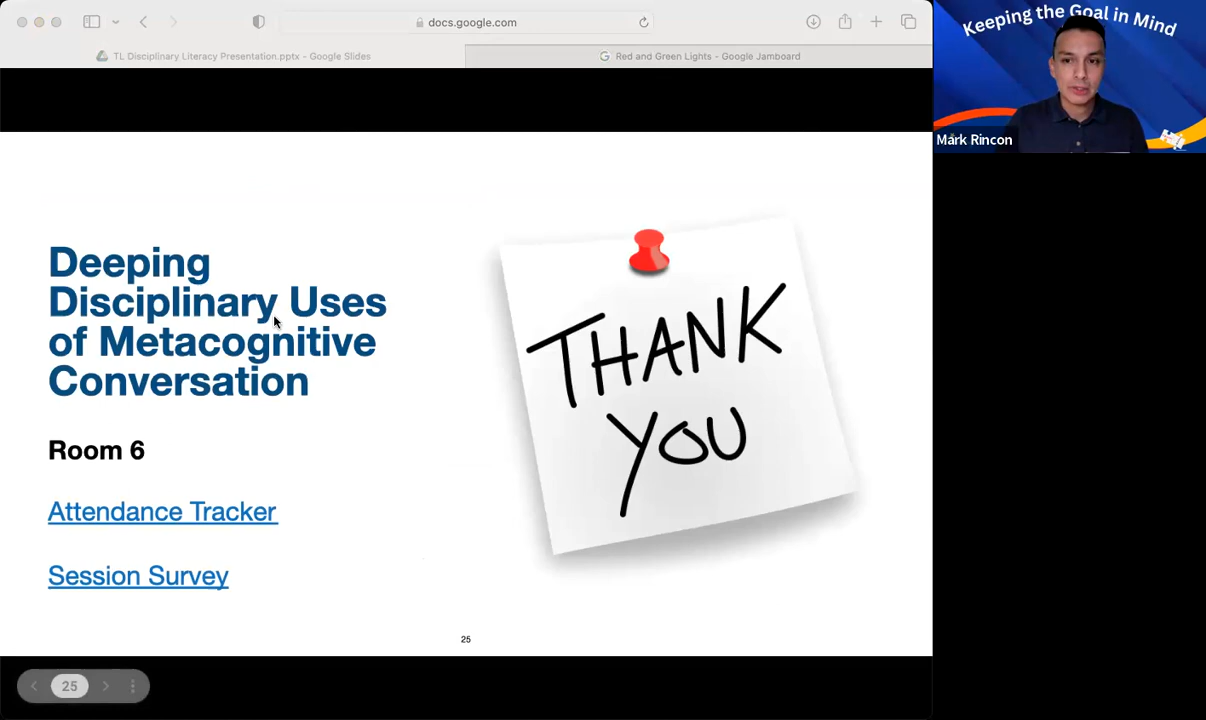 docs.google.com
TL Disciplinary Literacy Presentation.pptx - Google Slides
Red and Green Lights - Google Jamboard
Keeping the Goal in Mind
Mark Rincon
Deeping
Disciplinary Uses
of Metacognitive
Conversation
Room 6
Attendance Tracker
Session Survey
THANK
YOU
25
25